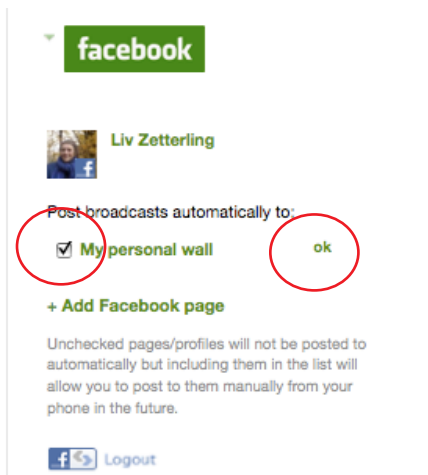 facebook
Liv Zetterling
Post broadcasts automatically to:
My personal wall ok
+ Add Facebook page
Unchecked pages/profiles will not be posted to
automatically but including them in the list will
allow you to post to them manually from your
phone in the future.
Logout